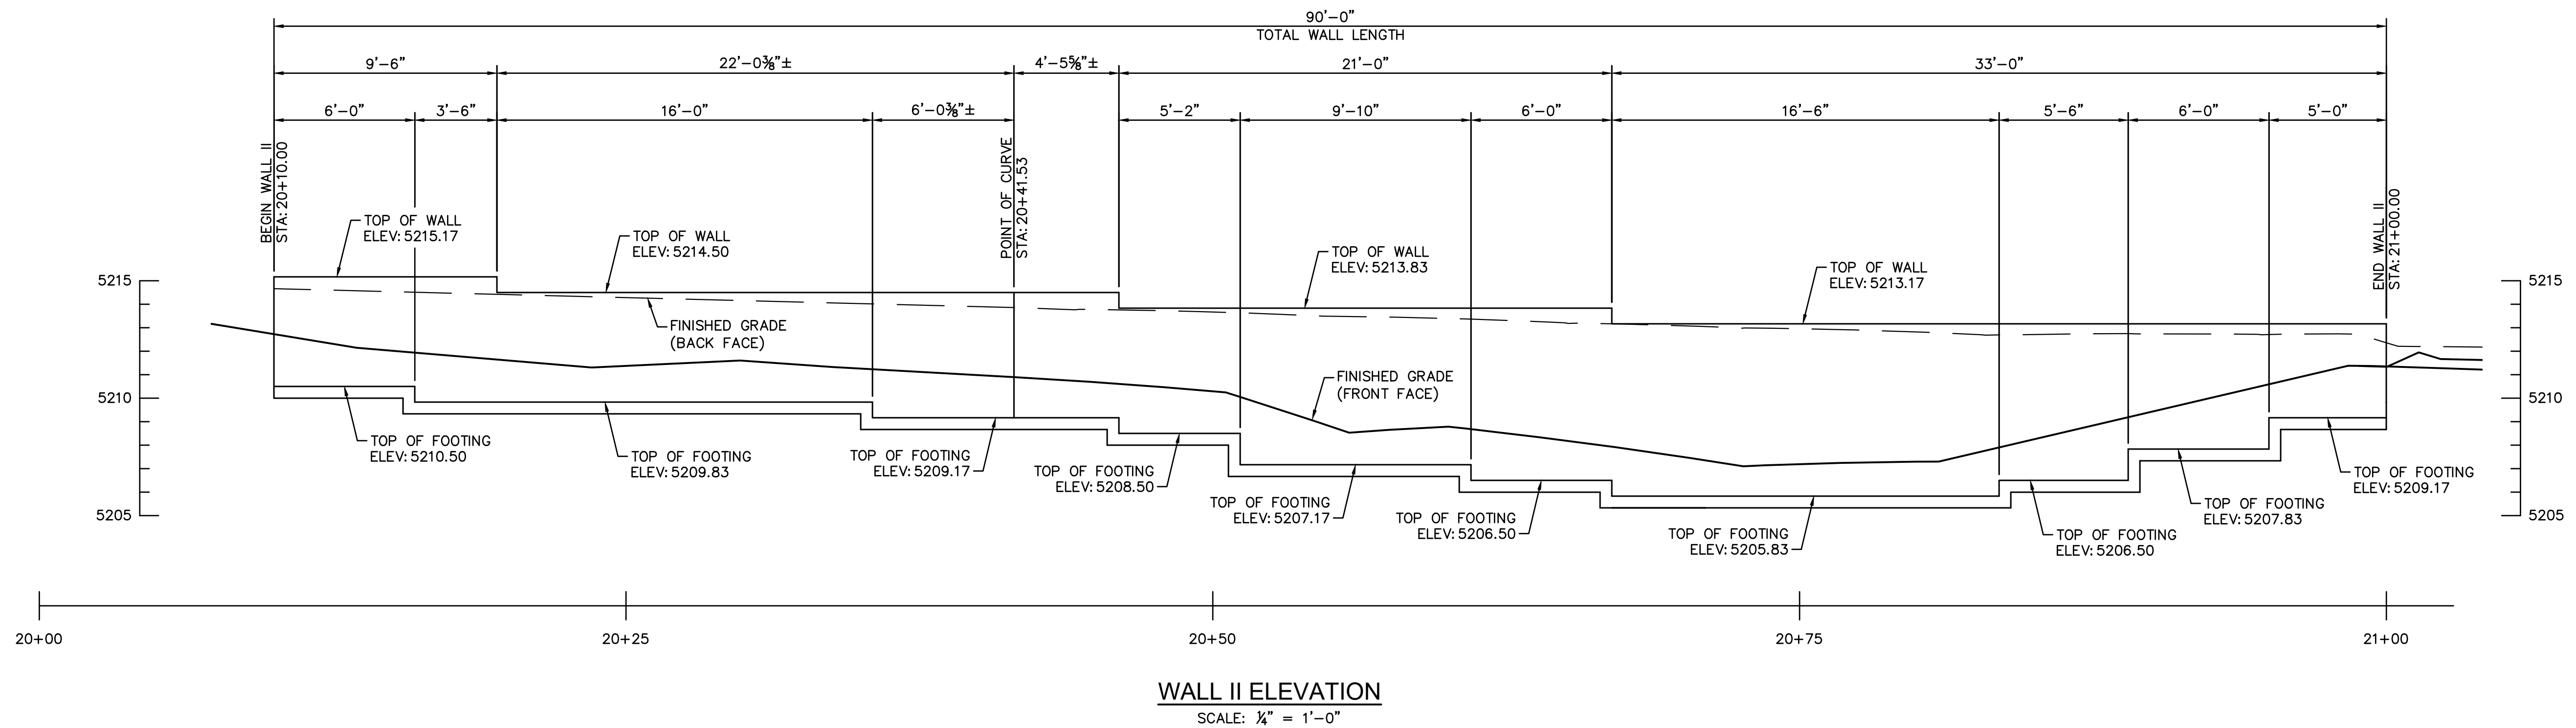 90'-0"
TOTAL WALL LENGTH
9'-6"
22'-0⅜"±
4'-5⅝"±
21'-0"
33'-0"
6'-0"
3'-6"
16'-0"
6'-0⅜"±
5'-2"
9'-10"
6'-0"
16'-6"
5'-6"
6'-0"
5'-0"
BEGIN WALL II
STA: 20+10.00
POINT OF CURVE
STA: 20+41.53
END WALL II
STA: 21+00.00
TOP OF WALL
ELEV: 5215.17
TOP OF WALL
ELEV: 5214.50
TOP OF WALL
ELEV: 5213.83
TOP OF WALL
ELEV: 5213.17
5215
5210
5205
5215
5210
5205
FINISHED GRADE
(BACK FACE)
FINISHED GRADE
(FRONT FACE)
TOP OF FOOTING
ELEV: 5210.50
TOP OF FOOTING
ELEV: 5209.83
TOP OF FOOTING
ELEV: 5209.17
TOP OF FOOTING
ELEV: 5208.50
TOP OF FOOTING
ELEV: 5207.17
TOP OF FOOTING
ELEV: 5206.50
TOP OF FOOTING
ELEV: 5205.83
TOP OF FOOTING
ELEV: 5206.50
TOP OF FOOTING
ELEV: 5207.83
TOP OF FOOTING
ELEV: 5209.17
20+00
20+25
20+50
20+75
21+00
WALL II ELEVATION
SCALE: ¼" = 1'-0"